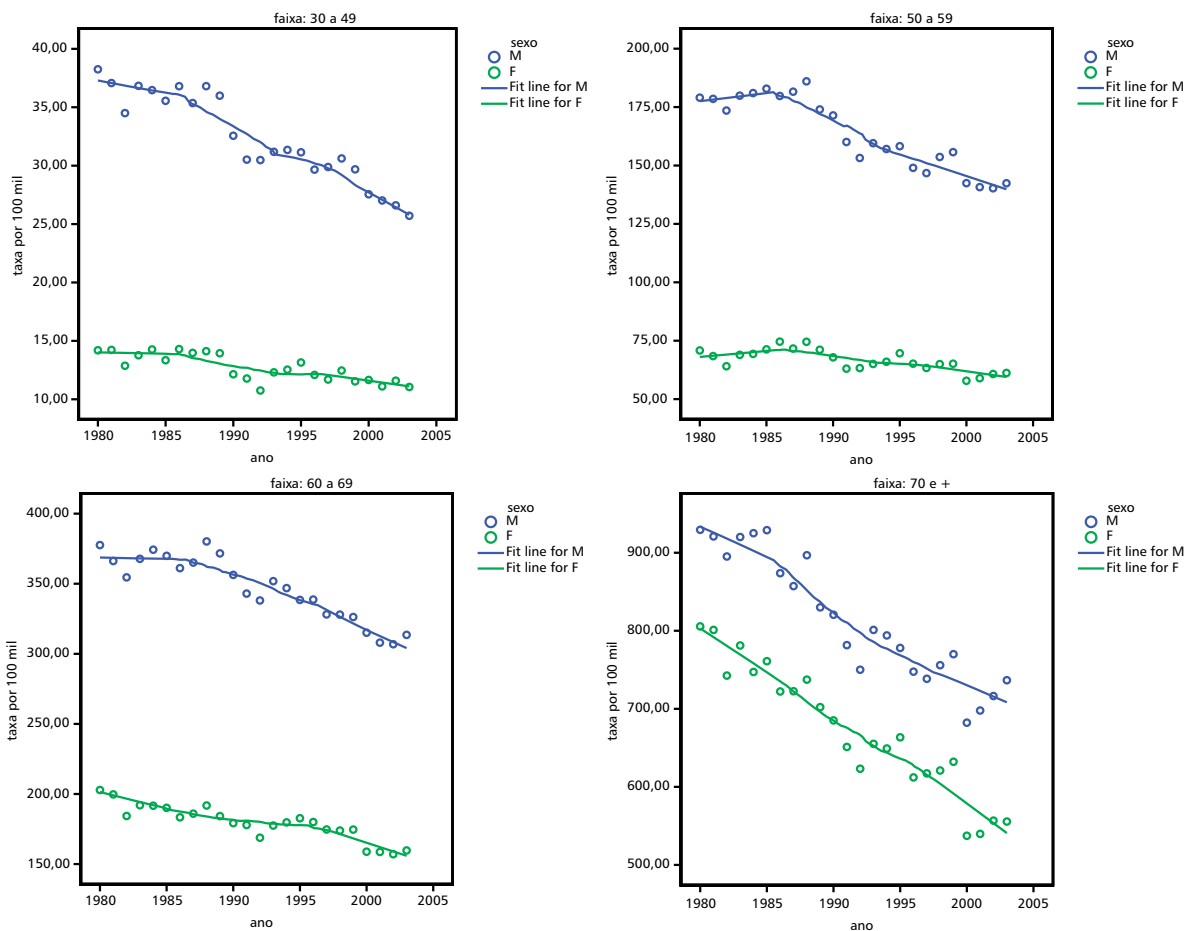 faixa: 30 a 49
40,00
35,00
30,00
25,00
20,00
15,00
10,00
taxa por 100 mil
1980 1985 1990 1995 2000 2005
ano
sexo
M
F
Fit line for M
Fit line for F
faixa: 50 a 59
200,00
175,00
150,00
125,00
100,00
75,00
50,00
taxa por 100 mil
1980 1985 1990 1995 2000 2005
ano
sexo
M
F
Fit line for M
Fit line for F
faixa: 60 a 69
400,00
350,00
300,00
250,00
200,00
150,00
taxa por 100 mil
1980 1985 1990 1995 2000 2005
ano
sexo
M
F
Fit line for M
Fit line for F
faixa: 70 e +
900,00
800,00
700,00
600,00
500,00
taxa por 100 mil
1980 1985 1990 1995 2000 2005
ano
sexo
M
F
Fit line for M
Fit line for F